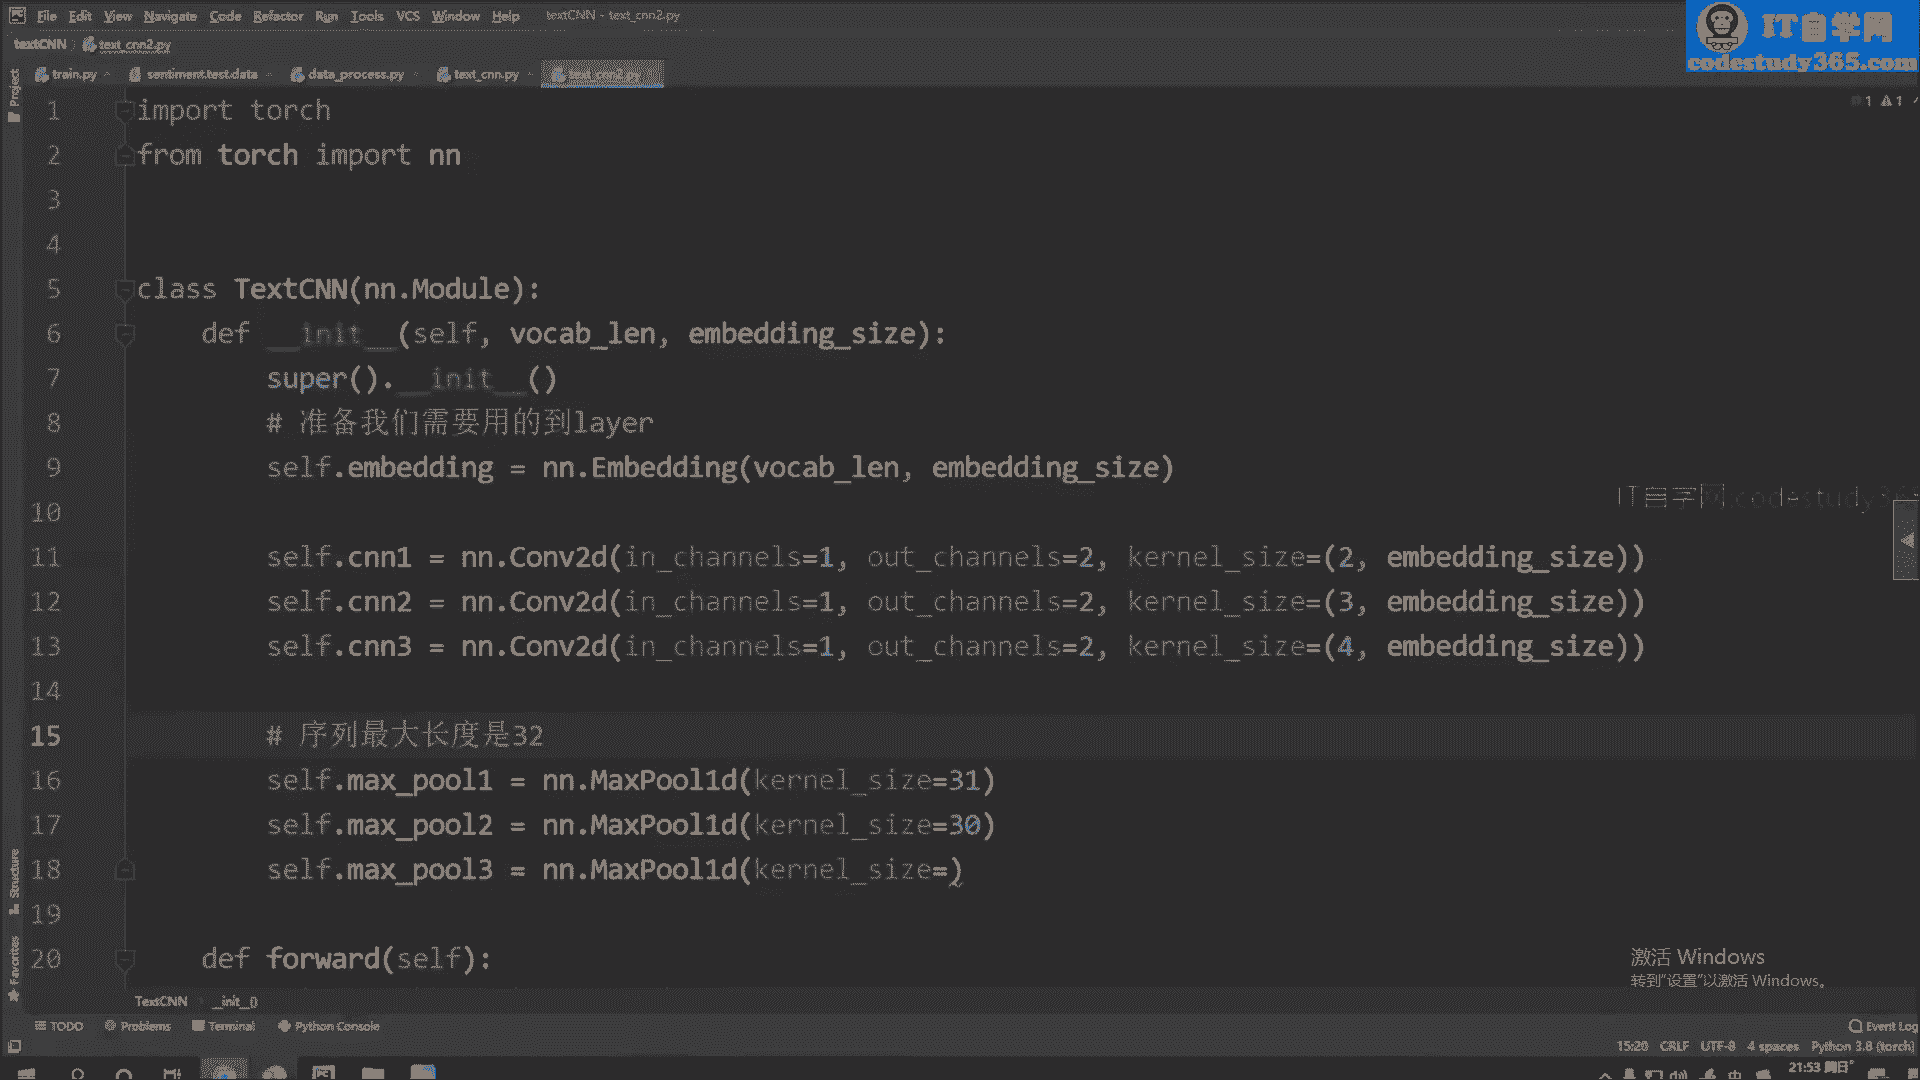 File Edit View Navigate Code Refactor Run Tools VCS Window Help textCNN - text_cnn2.py
IT自学网
codestudy365.com
textCNN text_cnn2.py
train.py sentiment.test.data data_process.py text_cnn.py text_cnn2.py
Project
1 1
1 import torch
2 from torch import nn
3
4
5 class TextCNN(nn.Module):
6 def __init__(self, vocab_len, embedding_size):
7 super().__init__()
8 # 准备我们需要用的到layer
9 self.embedding = nn.Embedding(vocab_len, embedding_size)
10
IT自学网.codestudy36
11 self.cnn1 = nn.Conv2d(in_channels=1, out_channels=2, kernel_size=(2, embedding_size))
12 self.cnn2 = nn.Conv2d(in_channels=1, out_channels=2, kernel_size=(3, embedding_size))
13 self.cnn3 = nn.Conv2d(in_channels=1, out_channels=2, kernel_size=(4, embedding_size))
14
15 # 序列最大长度是32
16 self.max_pool1 = nn.MaxPool1d(kernel_size=31)
17 self.max_pool2 = nn.MaxPool1d(kernel_size=30)
18 self.max_pool3 = nn.MaxPool1d(kernel_size=)
19
20 def forward(self):
Structure
Favorites
激活 Windows
转到"设置"以激活 Windows。
TextCNN __init__()
TODO Problems Terminal Python Console Event Log
15:20 CRLF UTF-8 4 spaces Python 3.8 (torch)
中 21:53 周日